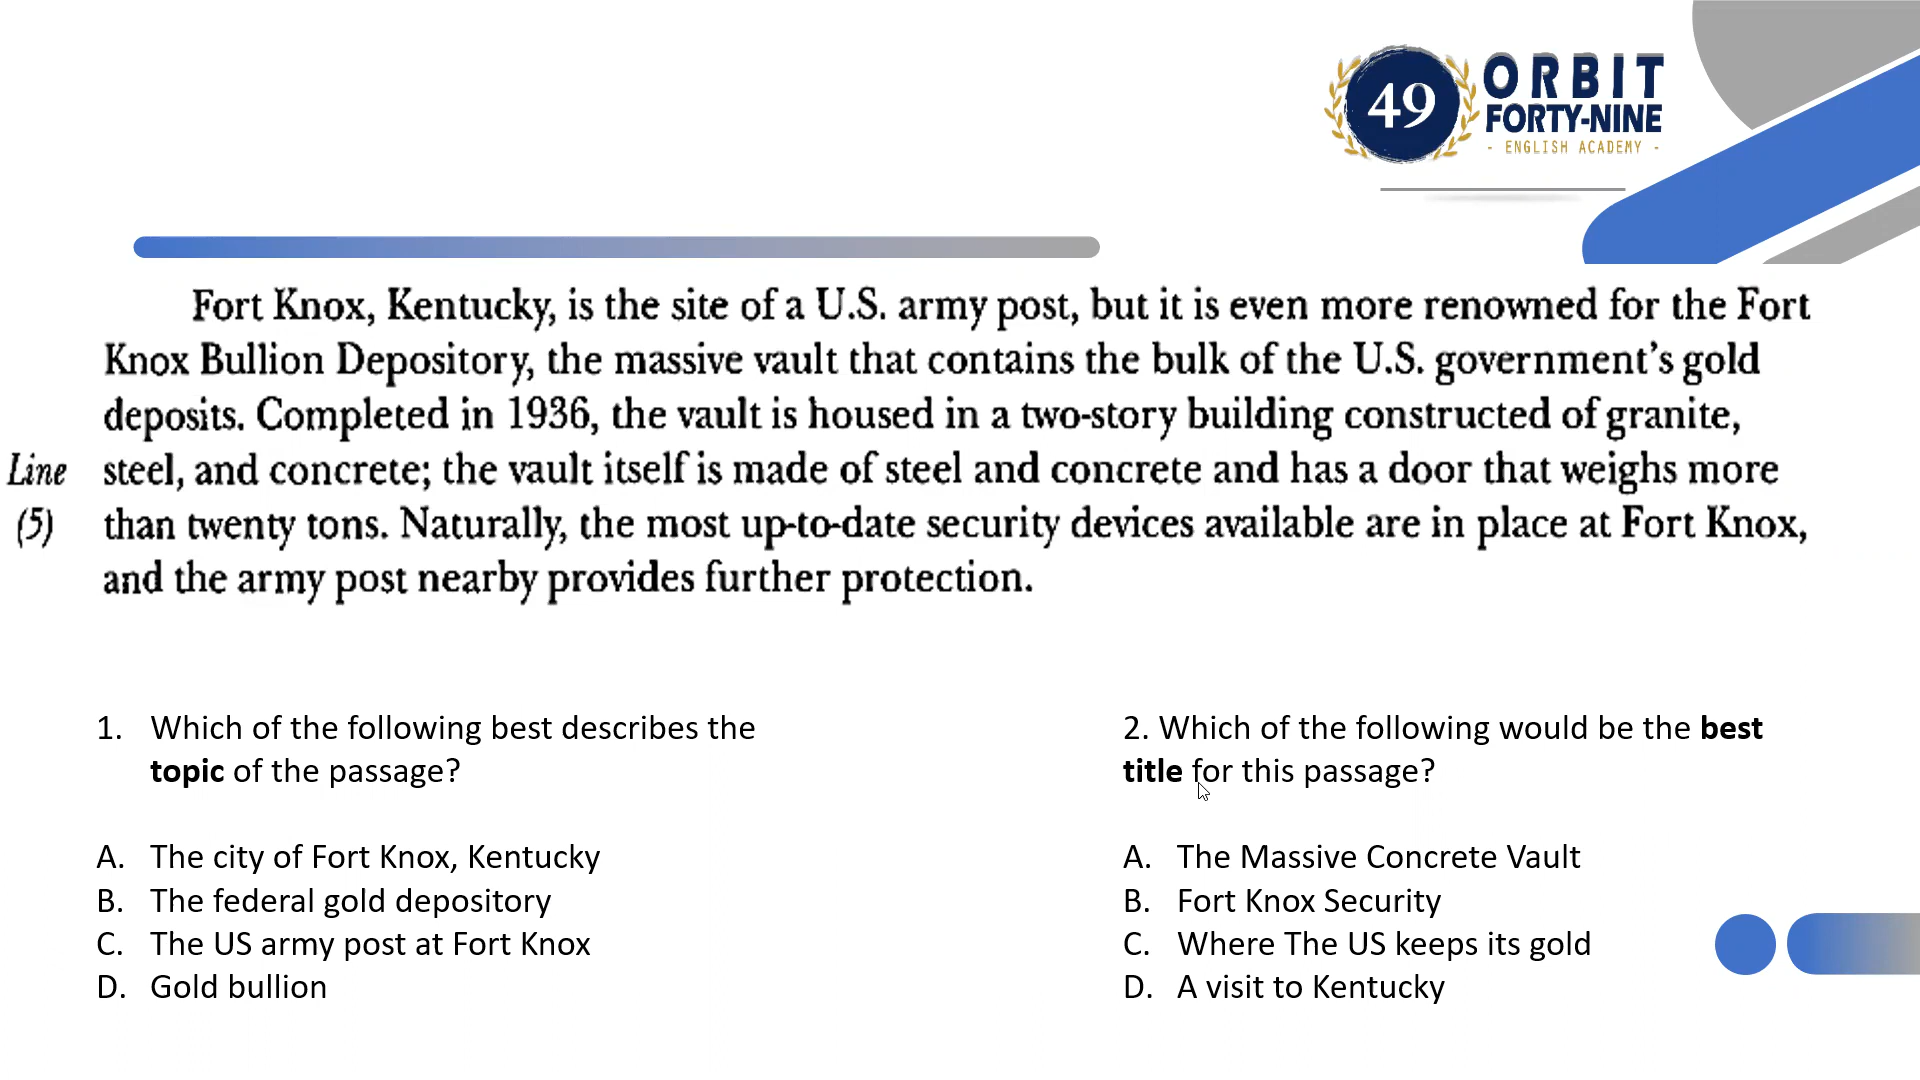 49
ORBIT
FORTY-NINE
- ENGLISH ACADEMY -
Fort Knox, Kentucky, is the site of a U.S. army post, but it is even more renowned for the Fort
Knox Bullion Depository, the massive vault that contains the bulk of the U.S. government's gold
deposits. Completed in 1936, the vault is housed in a two-story building constructed of granite,
Line steel, and concrete; the vault itself is made of steel and concrete and has a door that weighs more
(5) than twenty tons. Naturally, the most up-to-date security devices available are in place at Fort Knox,
and the army post nearby provides further protection.
1. Which of the following best describes the
topic of the passage?
A. The city of Fort Knox, Kentucky
B. The federal gold depository
C. The US army post at Fort Knox
D. Gold bullion
2. Which of the following would be the best
title for this passage?
A. The Massive Concrete Vault
B. Fort Knox Security
C. Where The US keeps its gold
D. A visit to Kentucky